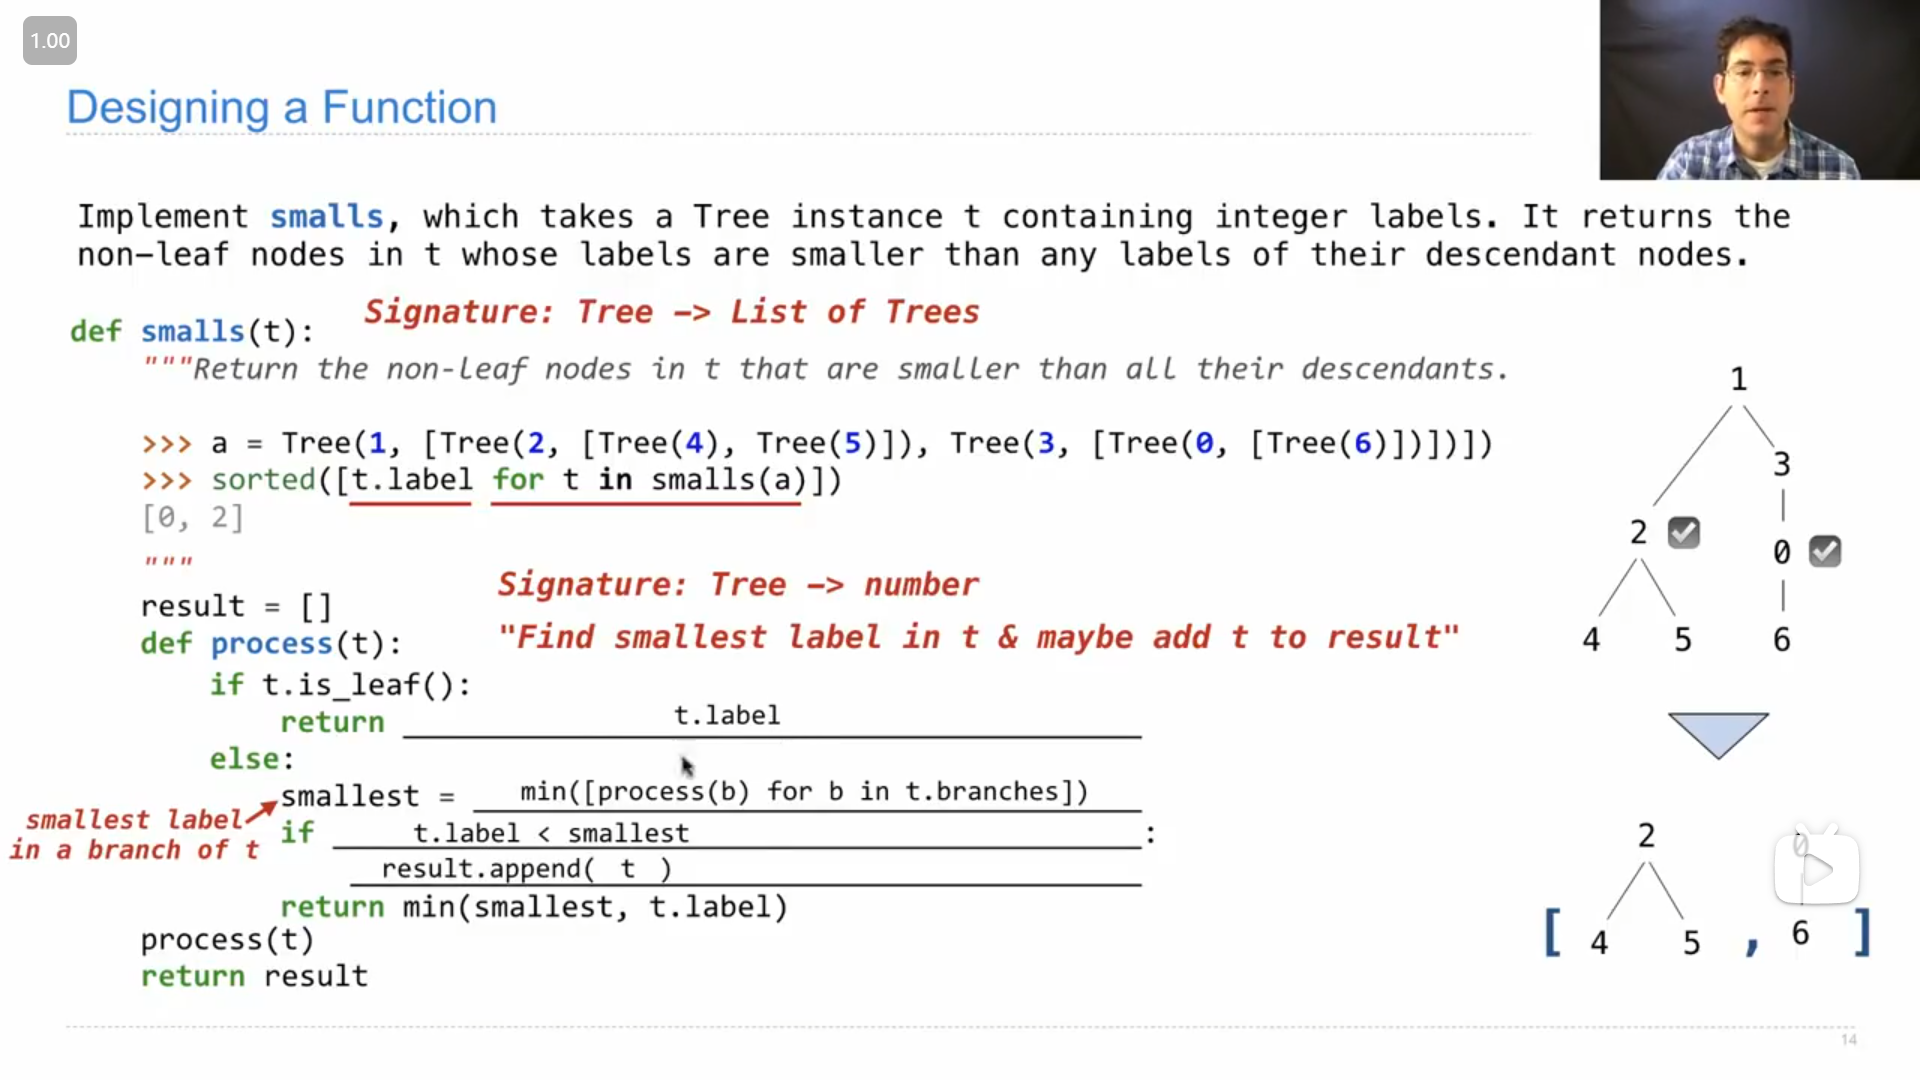 1.00
Designing a Function
Implement smalls, which takes a Tree instance t containing integer labels. It returns the
non-leaf nodes in t whose labels are smaller than any labels of their descendant nodes.
Signature: Tree -> List of Trees
def smalls(t):
"""Return the non-leaf nodes in t that are smaller than all their descendants.
>>> a = Tree(1, [Tree(2, [Tree(4), Tree(5)]), Tree(3, [Tree(0, [Tree(6)])])])
>>> sorted([t.label for t in smalls(a)])
[0, 2]
"""
result = []
Signature: Tree -> number
def process(t):
"Find smallest label in t & maybe add t to result"
if t.is_leaf():
return t.label
else:
smallest = min([process(b) for b in t.branches])
smallest label
in a branch of t
if t.label < smallest :
result.append( t )
return min(smallest, t.label)
process(t)
return result
1
3
2
0
4 5 6
2 0
[ 4 5 , 6 ]
14